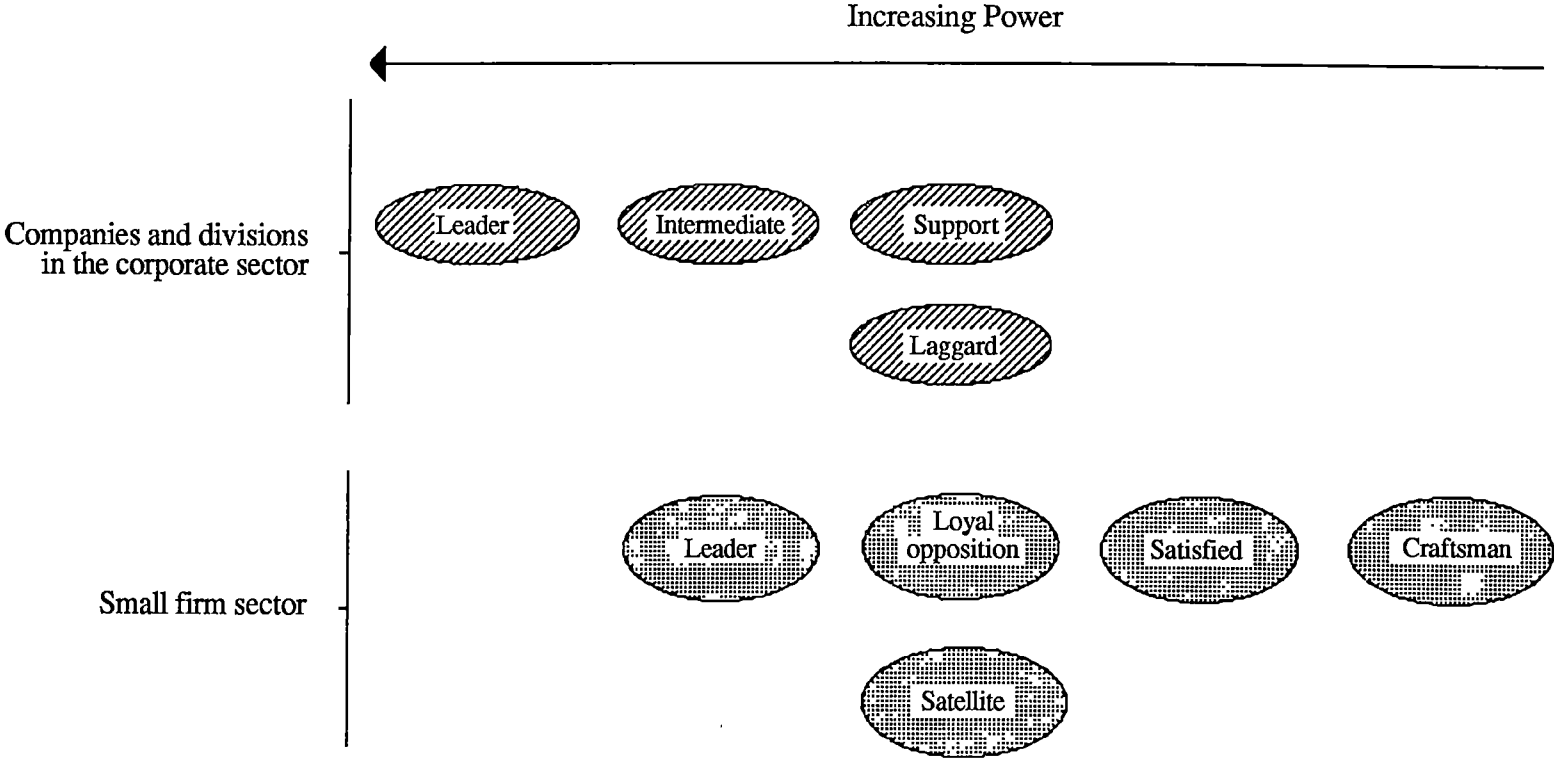 Increasing Power
Companies and divisions
in the corporate sector
Leader
Intermediate
Support
Laggard
Small firm sector
Leader
Loyal
opposition
Satisfied
Craftsman
Satellite